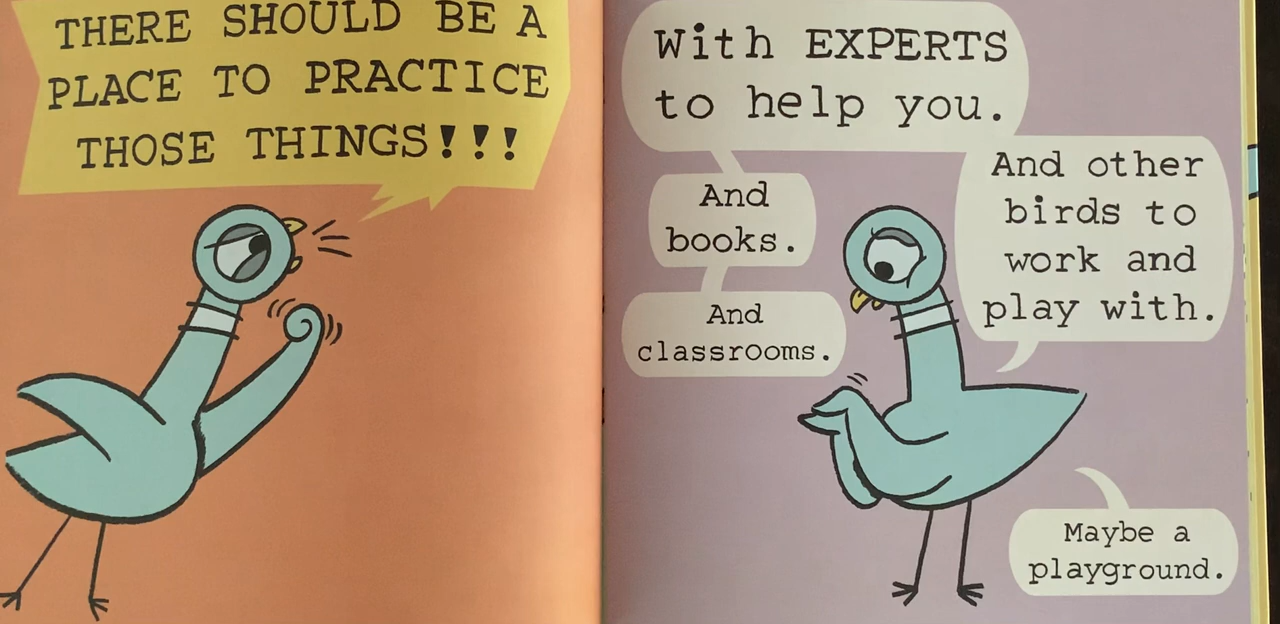 THERE SHOULD BE A
PLACE TO PRACTICE
THOSE THINGS!!!
With EXPERTS
to help you.
And
books.
And
classrooms.
And other
birds to
work and
play with.
Maybe a
playground.